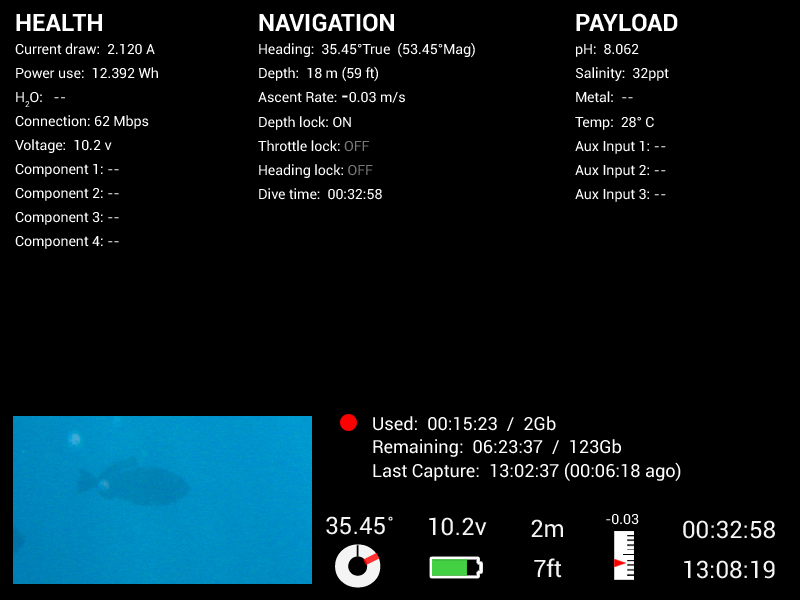 HEALTH
Current draw: 2.120 A
Power use: 12.392 Wh
H2O: --
Connection: 62 Mbps
Voltage: 10.2 v
Component 1: --
Component 2: --
Component 3: --
Component 4: --
NAVIGATION
Heading: 35.45°True (53.45°Mag)
Depth: 18 m (59 ft)
Ascent Rate: -0.03 m/s
Depth lock: ON
Throttle lock: OFF
Heading lock: OFF
Dive time: 00:32:58
PAYLOAD
pH: 8.062
Salinity: 32ppt
Metal: --
Temp: 28° C
Aux Input 1: --
Aux Input 2: --
Aux Input 3: --
Used: 00:15:23 / 2Gb
Remaining: 06:23:37 / 123Gb
Last Capture: 13:02:37 (00:06:18 ago)
35.45°
10.2v
2m
7ft
-0.03
00:32:58
13:08:19